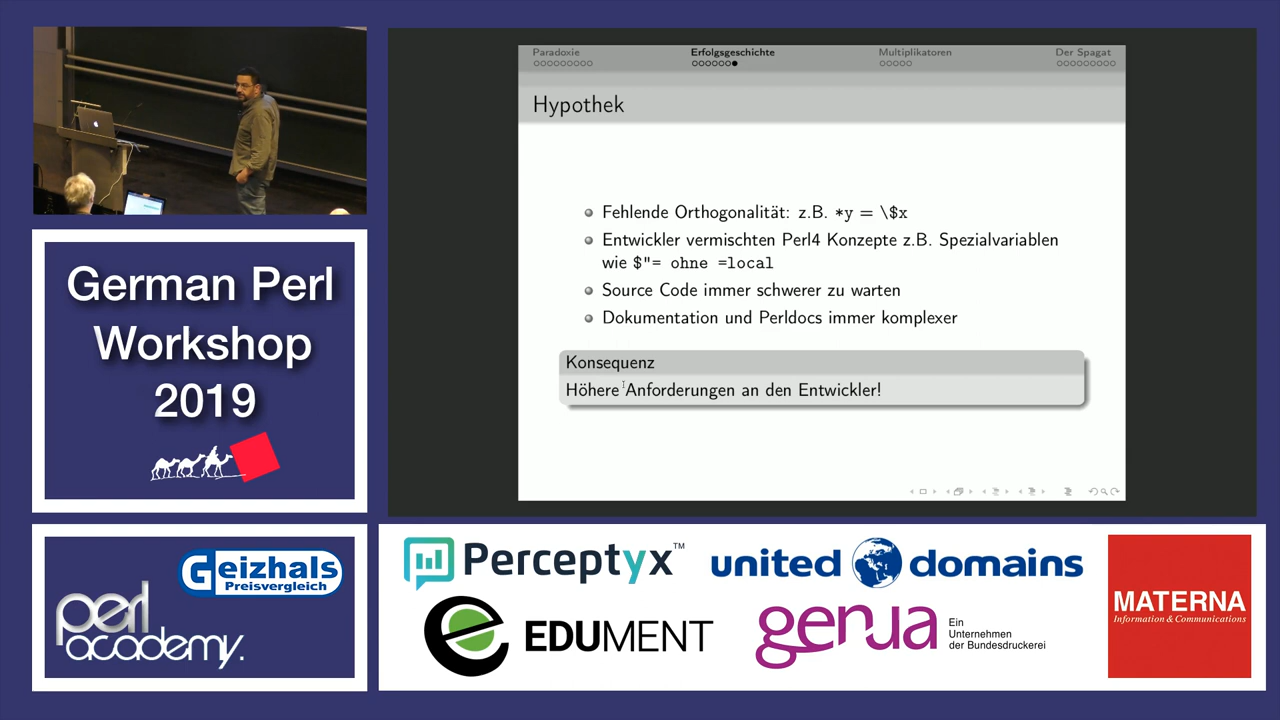 Paradoxie
Erfolgsgeschichte
Multiplikatoren
Der Spagat
Hypothek
Fehlende Orthogonalität: z.B. *y = \$x
Entwickler vermischten Perl4 Konzepte z.B. Spezialvariablen
wie $"= ohne =local
Source Code immer schwerer zu warten
Dokumentation und Perldocs immer komplexer
Konsequenz
Höhere Anforderungen an den Entwickler!
German Perl
Workshop
2019
Geizhals
Preisvergleich
perl
academy.
Perceptyx™
united domains
EDUMENT
genua
Ein
Unternehmen
der Bundesdruckerei
MATERNA
Information & Communications